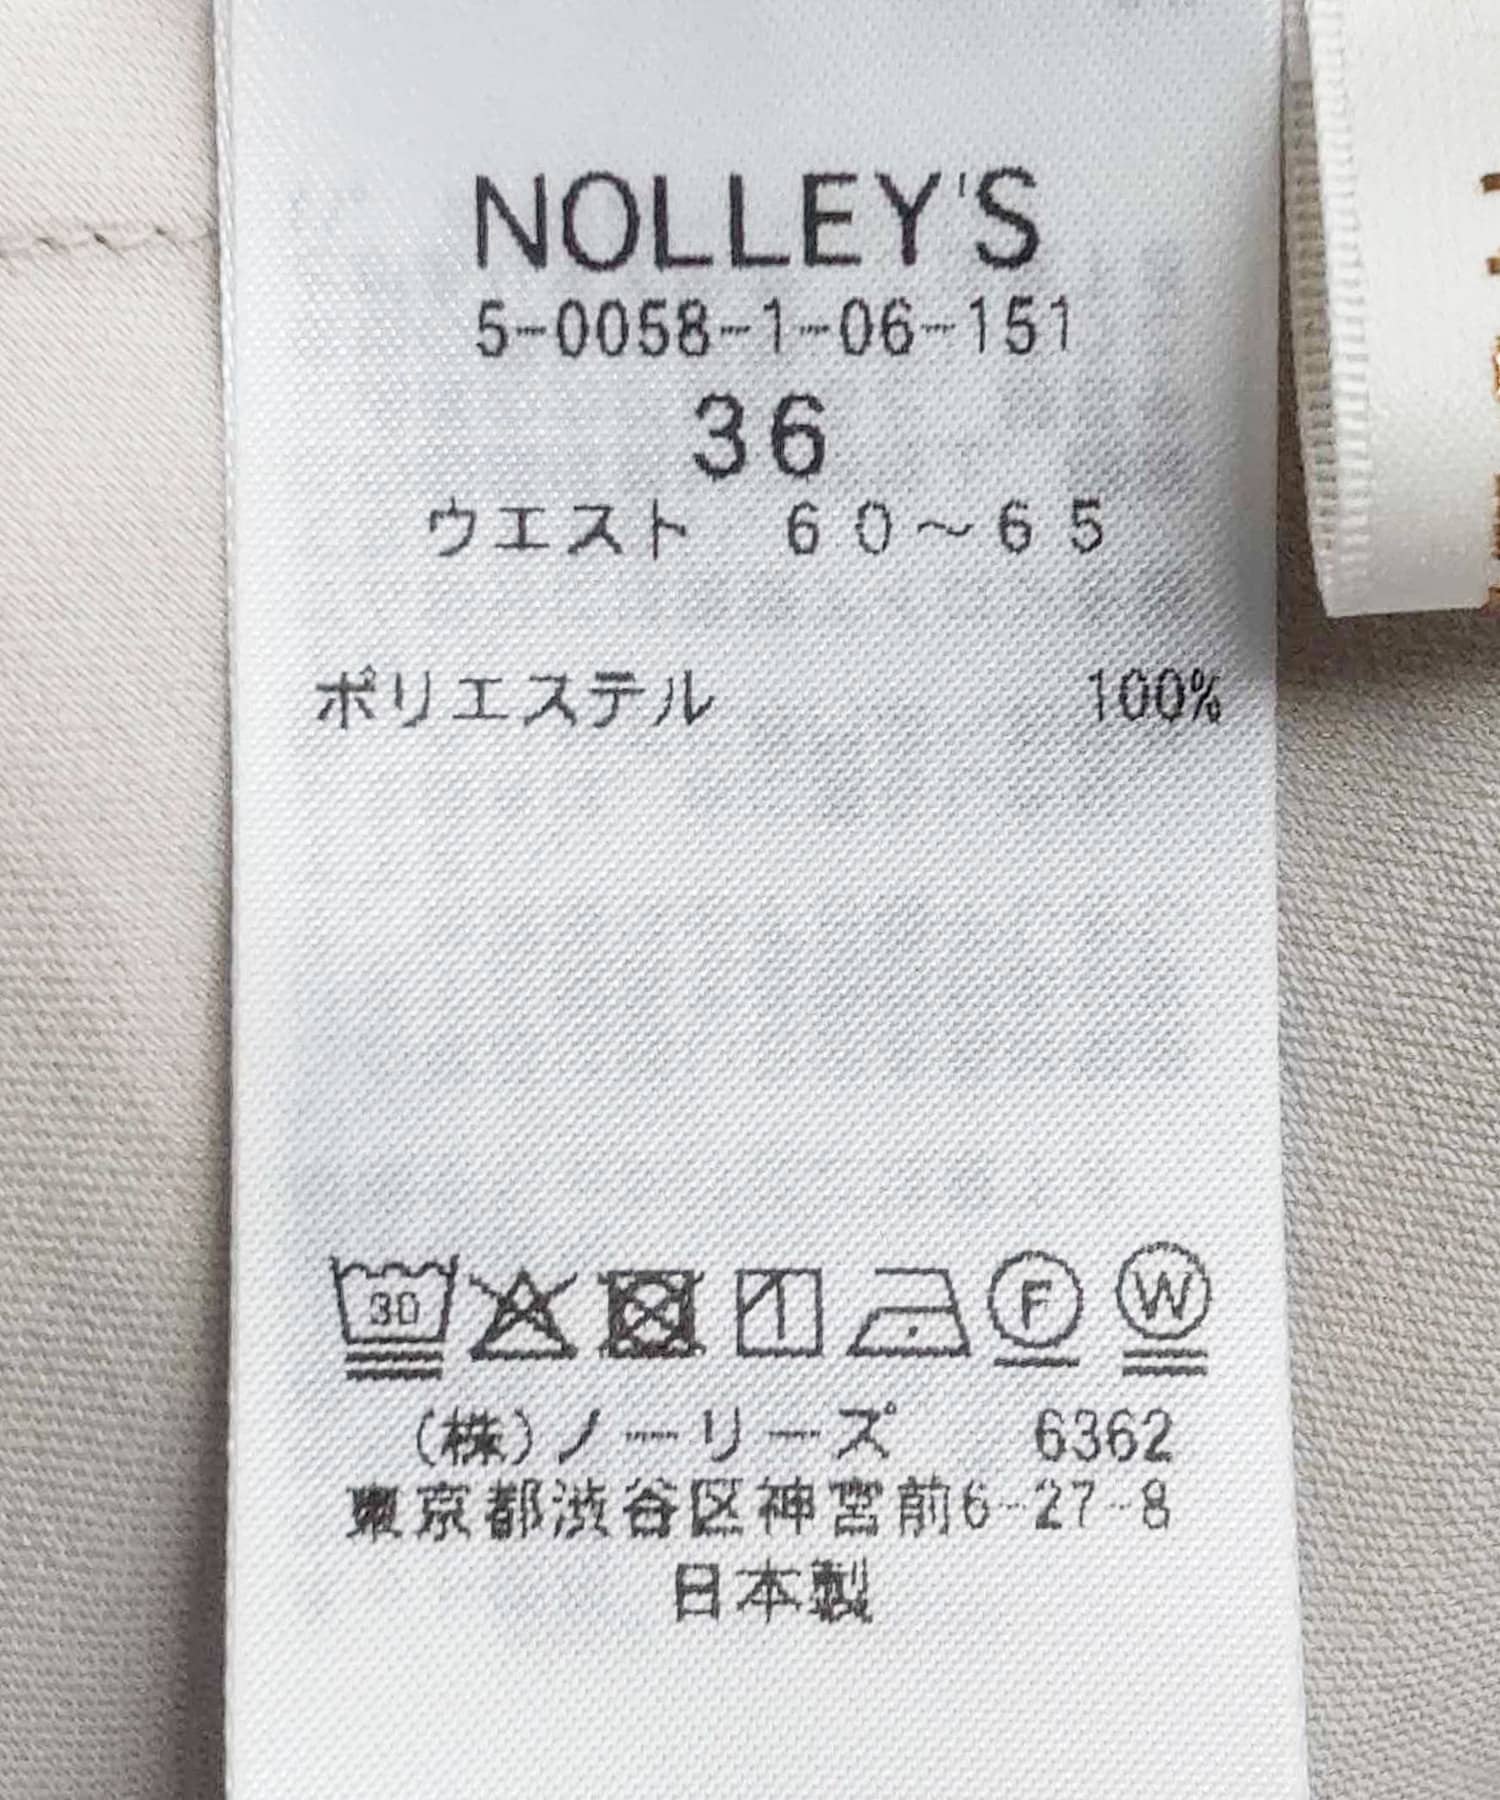 NOLLEY'S
5-0058-1-06-151
36
ウエスト 60～65
ポリエステル 100%
30 1 F W
(株)ノーリーズ 6362
東京都渋谷区神宮前6-27-8
日本製